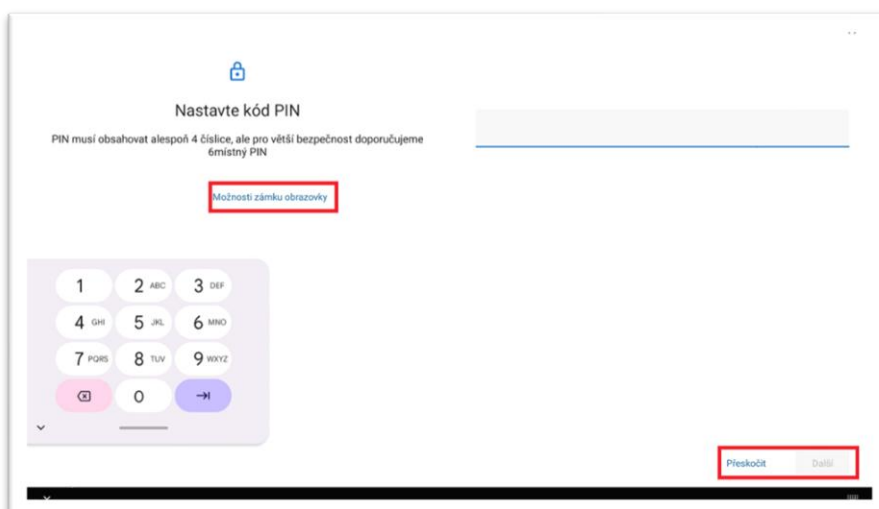 Nastavte kód PIN
PIN musí obsahovat alespoň 4 číslice, ale pro větší bezpečnost doporučujeme
6místný PIN
Možnosti zámku obrazovky
1 2 ABC 3 DEF
4 GHI 5 JKL 6 MNO
7 PQRS 8 TUV 9 WXYZ
0
Přeskočit Další